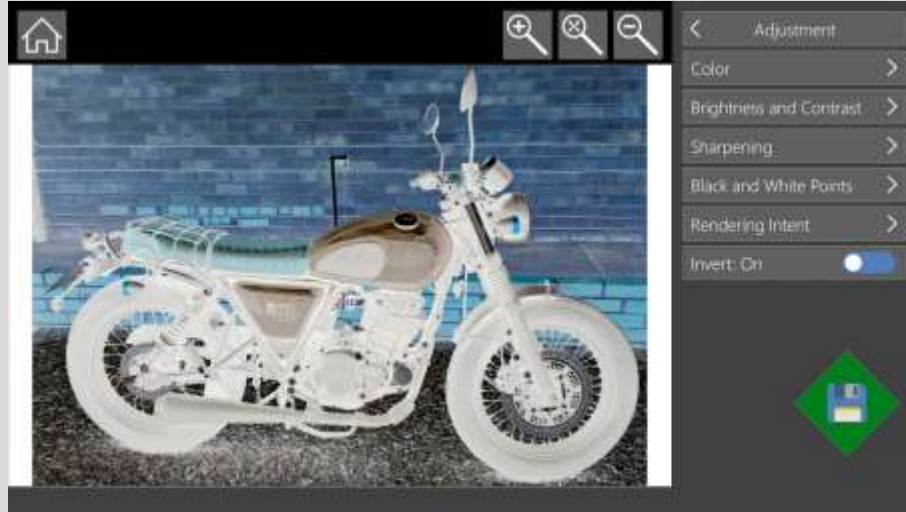 Adjustment
Color
Brightness and Contrast
Sharpening
Black and White Points
Rendering Intent
Invert: On